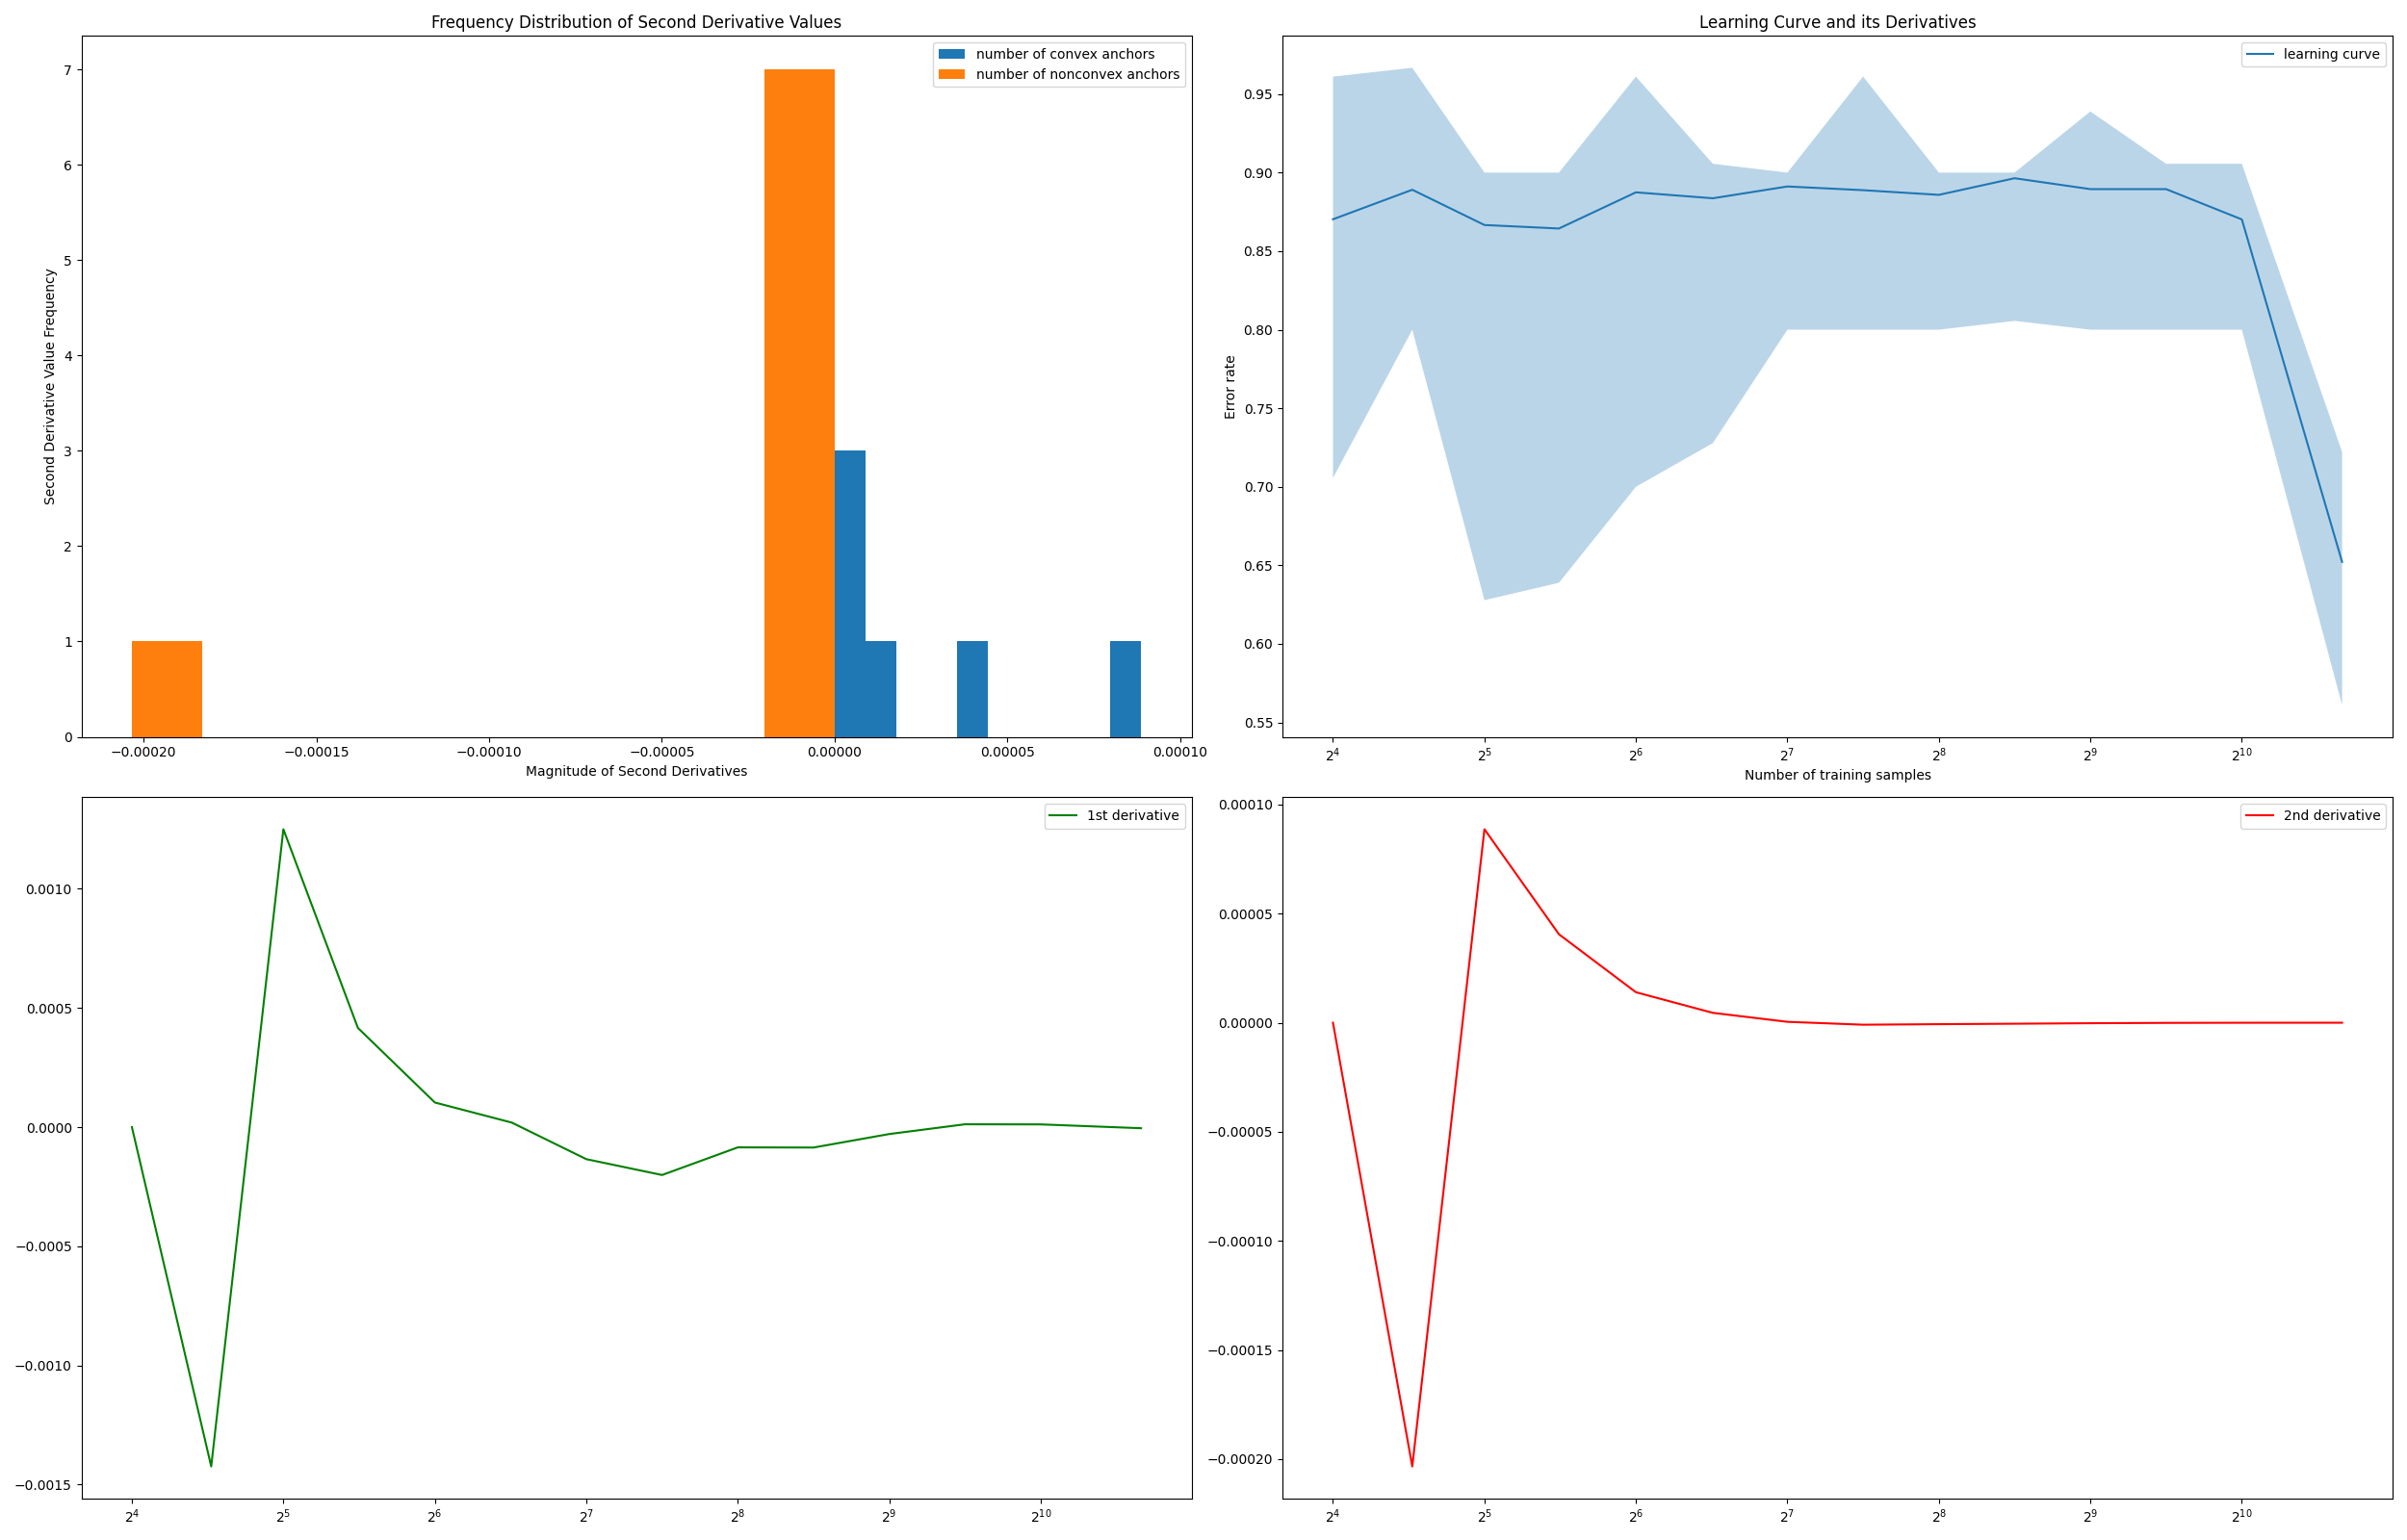 Frequency Distribution of Second Derivative Values
number of convex anchors
number of nonconvex anchors
Second Derivative Value Frequency
7
6
5
4
3
2
1
0
−0.00020 −0.00015 −0.00010 −0.00005 0.00000 0.00005 0.00010
Magnitude of Second Derivatives
Learning Curve and its Derivatives
learning curve
Error rate
0.95
0.90
0.85
0.80
0.75
0.70
0.65
0.60
0.55
2⁴ 2⁵ 2⁶ 2⁷ 2⁸ 2⁹ 2¹⁰
Number of training samples
1st derivative
0.0010
0.0005
0.0000
−0.0005
−0.0010
−0.0015
2⁴ 2⁵ 2⁶ 2⁷ 2⁸ 2⁹ 2¹⁰
2nd derivative
0.00010
0.00005
0.00000
−0.00005
−0.00010
−0.00015
−0.00020
2⁴ 2⁵ 2⁶ 2⁷ 2⁸ 2⁹ 2¹⁰